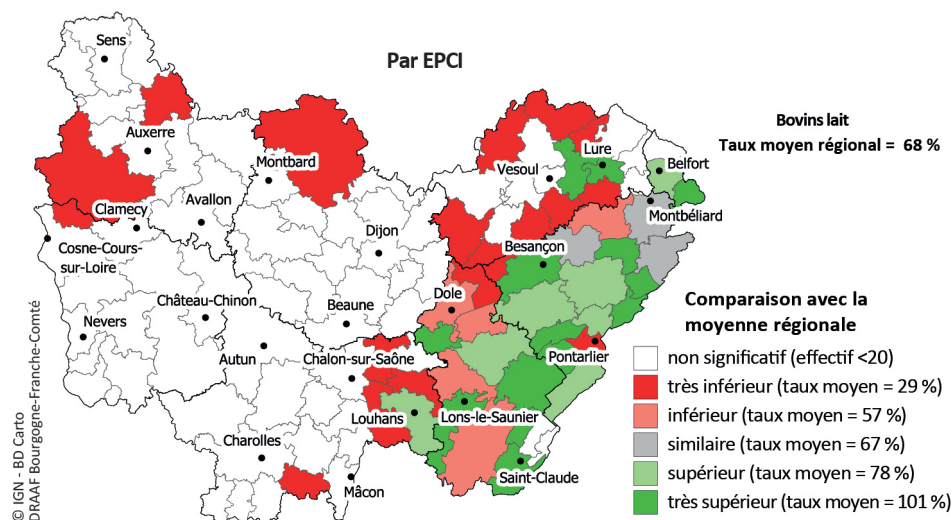 Par EPCI
Bovins lait
Taux moyen régional = 68 %
Sens
Auxerre
Montbard
Clamecy
Avallon
Cosne-Cours-
sur-Loire
Dijon
Vesoul
Lure
Belfort
Montbéliard
Besançon
Dole
Château-Chinon
Nevers
Beaune
Autun
Chalon-sur-Saône
Pontarlier
Louhans
Lons-le-Saunier
Charolles
Mâcon
Saint-Claude
Comparaison avec la
moyenne régionale
non significatif (effectif <20)
très inférieur (taux moyen = 29 %)
inférieur (taux moyen = 57 %)
similaire (taux moyen = 67 %)
supérieur (taux moyen = 78 %)
très supérieur (taux moyen = 101 %)
© IGN - BD Carto
DRAAF Bourgogne-Franche-Comté